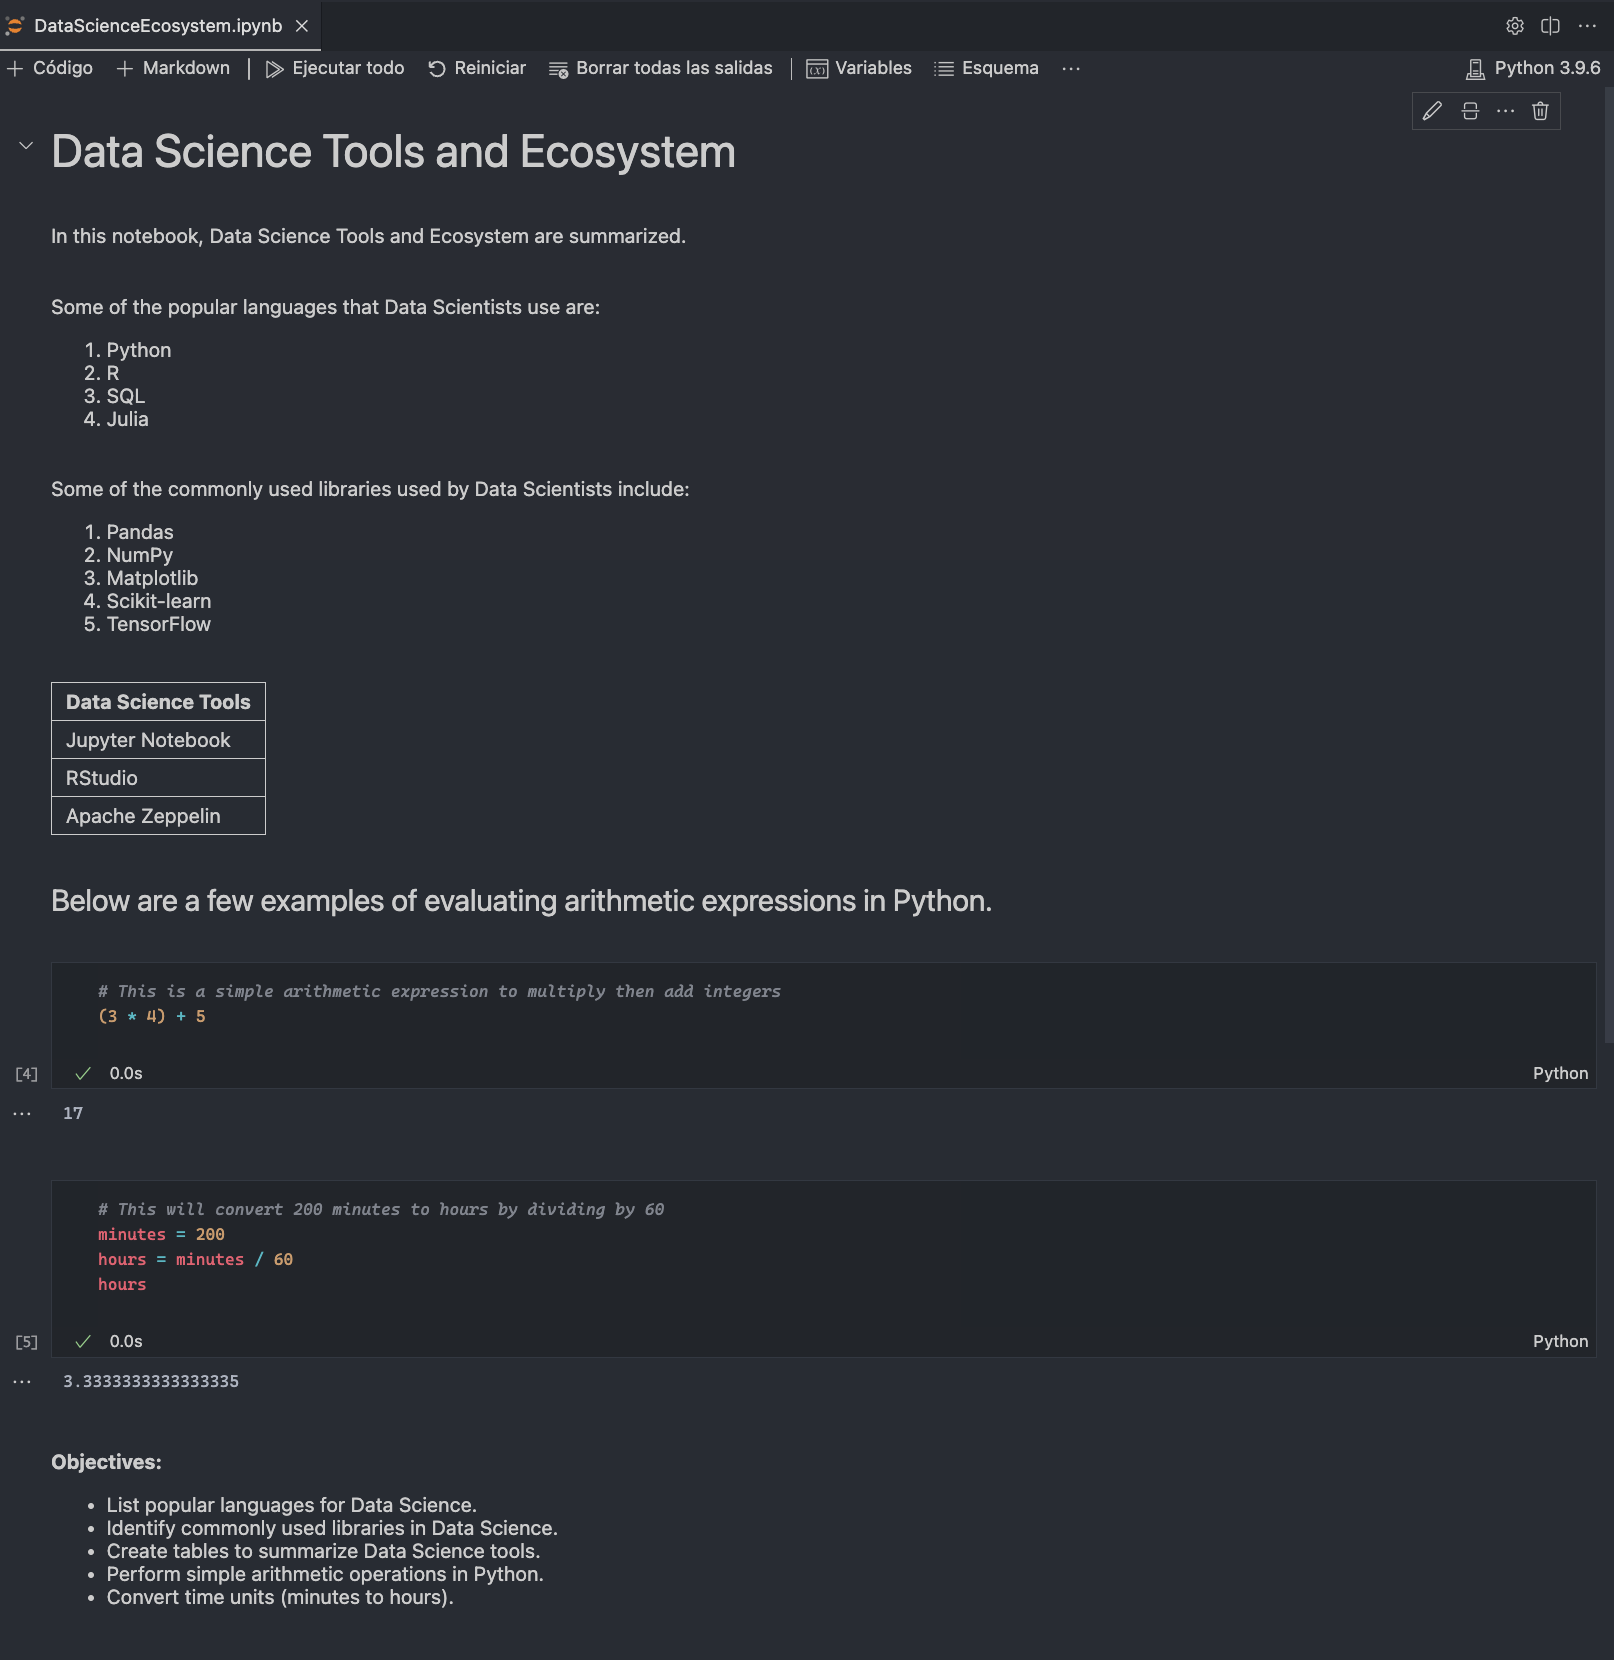 DataScienceEcosystem.ipynb
Código Markdown Ejecutar todo Reiniciar Borrar todas las salidas Variables Esquema ... Python 3.9.6
Data Science Tools and Ecosystem
In this notebook, Data Science Tools and Ecosystem are summarized.
Some of the popular languages that Data Scientists use are:
1. Python
2. R
3. SQL
4. Julia
Some of the commonly used libraries used by Data Scientists include:
1. Pandas
2. NumPy
3. Matplotlib
4. Scikit-learn
5. TensorFlow
Data Science Tools
Jupyter Notebook
RStudio
Apache Zeppelin
Below are a few examples of evaluating arithmetic expressions in Python.
# This is a simple arithmetic expression to multiply then add integers
(3 * 4) + 5
[4] 0.0s Python
... 17
# This will convert 200 minutes to hours by dividing by 60
minutes = 200
hours = minutes / 60
hours
[5] 0.0s Python
... 3.3333333333333335
Objectives:
• List popular languages for Data Science.
• Identify commonly used libraries in Data Science.
• Create tables to summarize Data Science tools.
• Perform simple arithmetic operations in Python.
• Convert time units (minutes to hours).